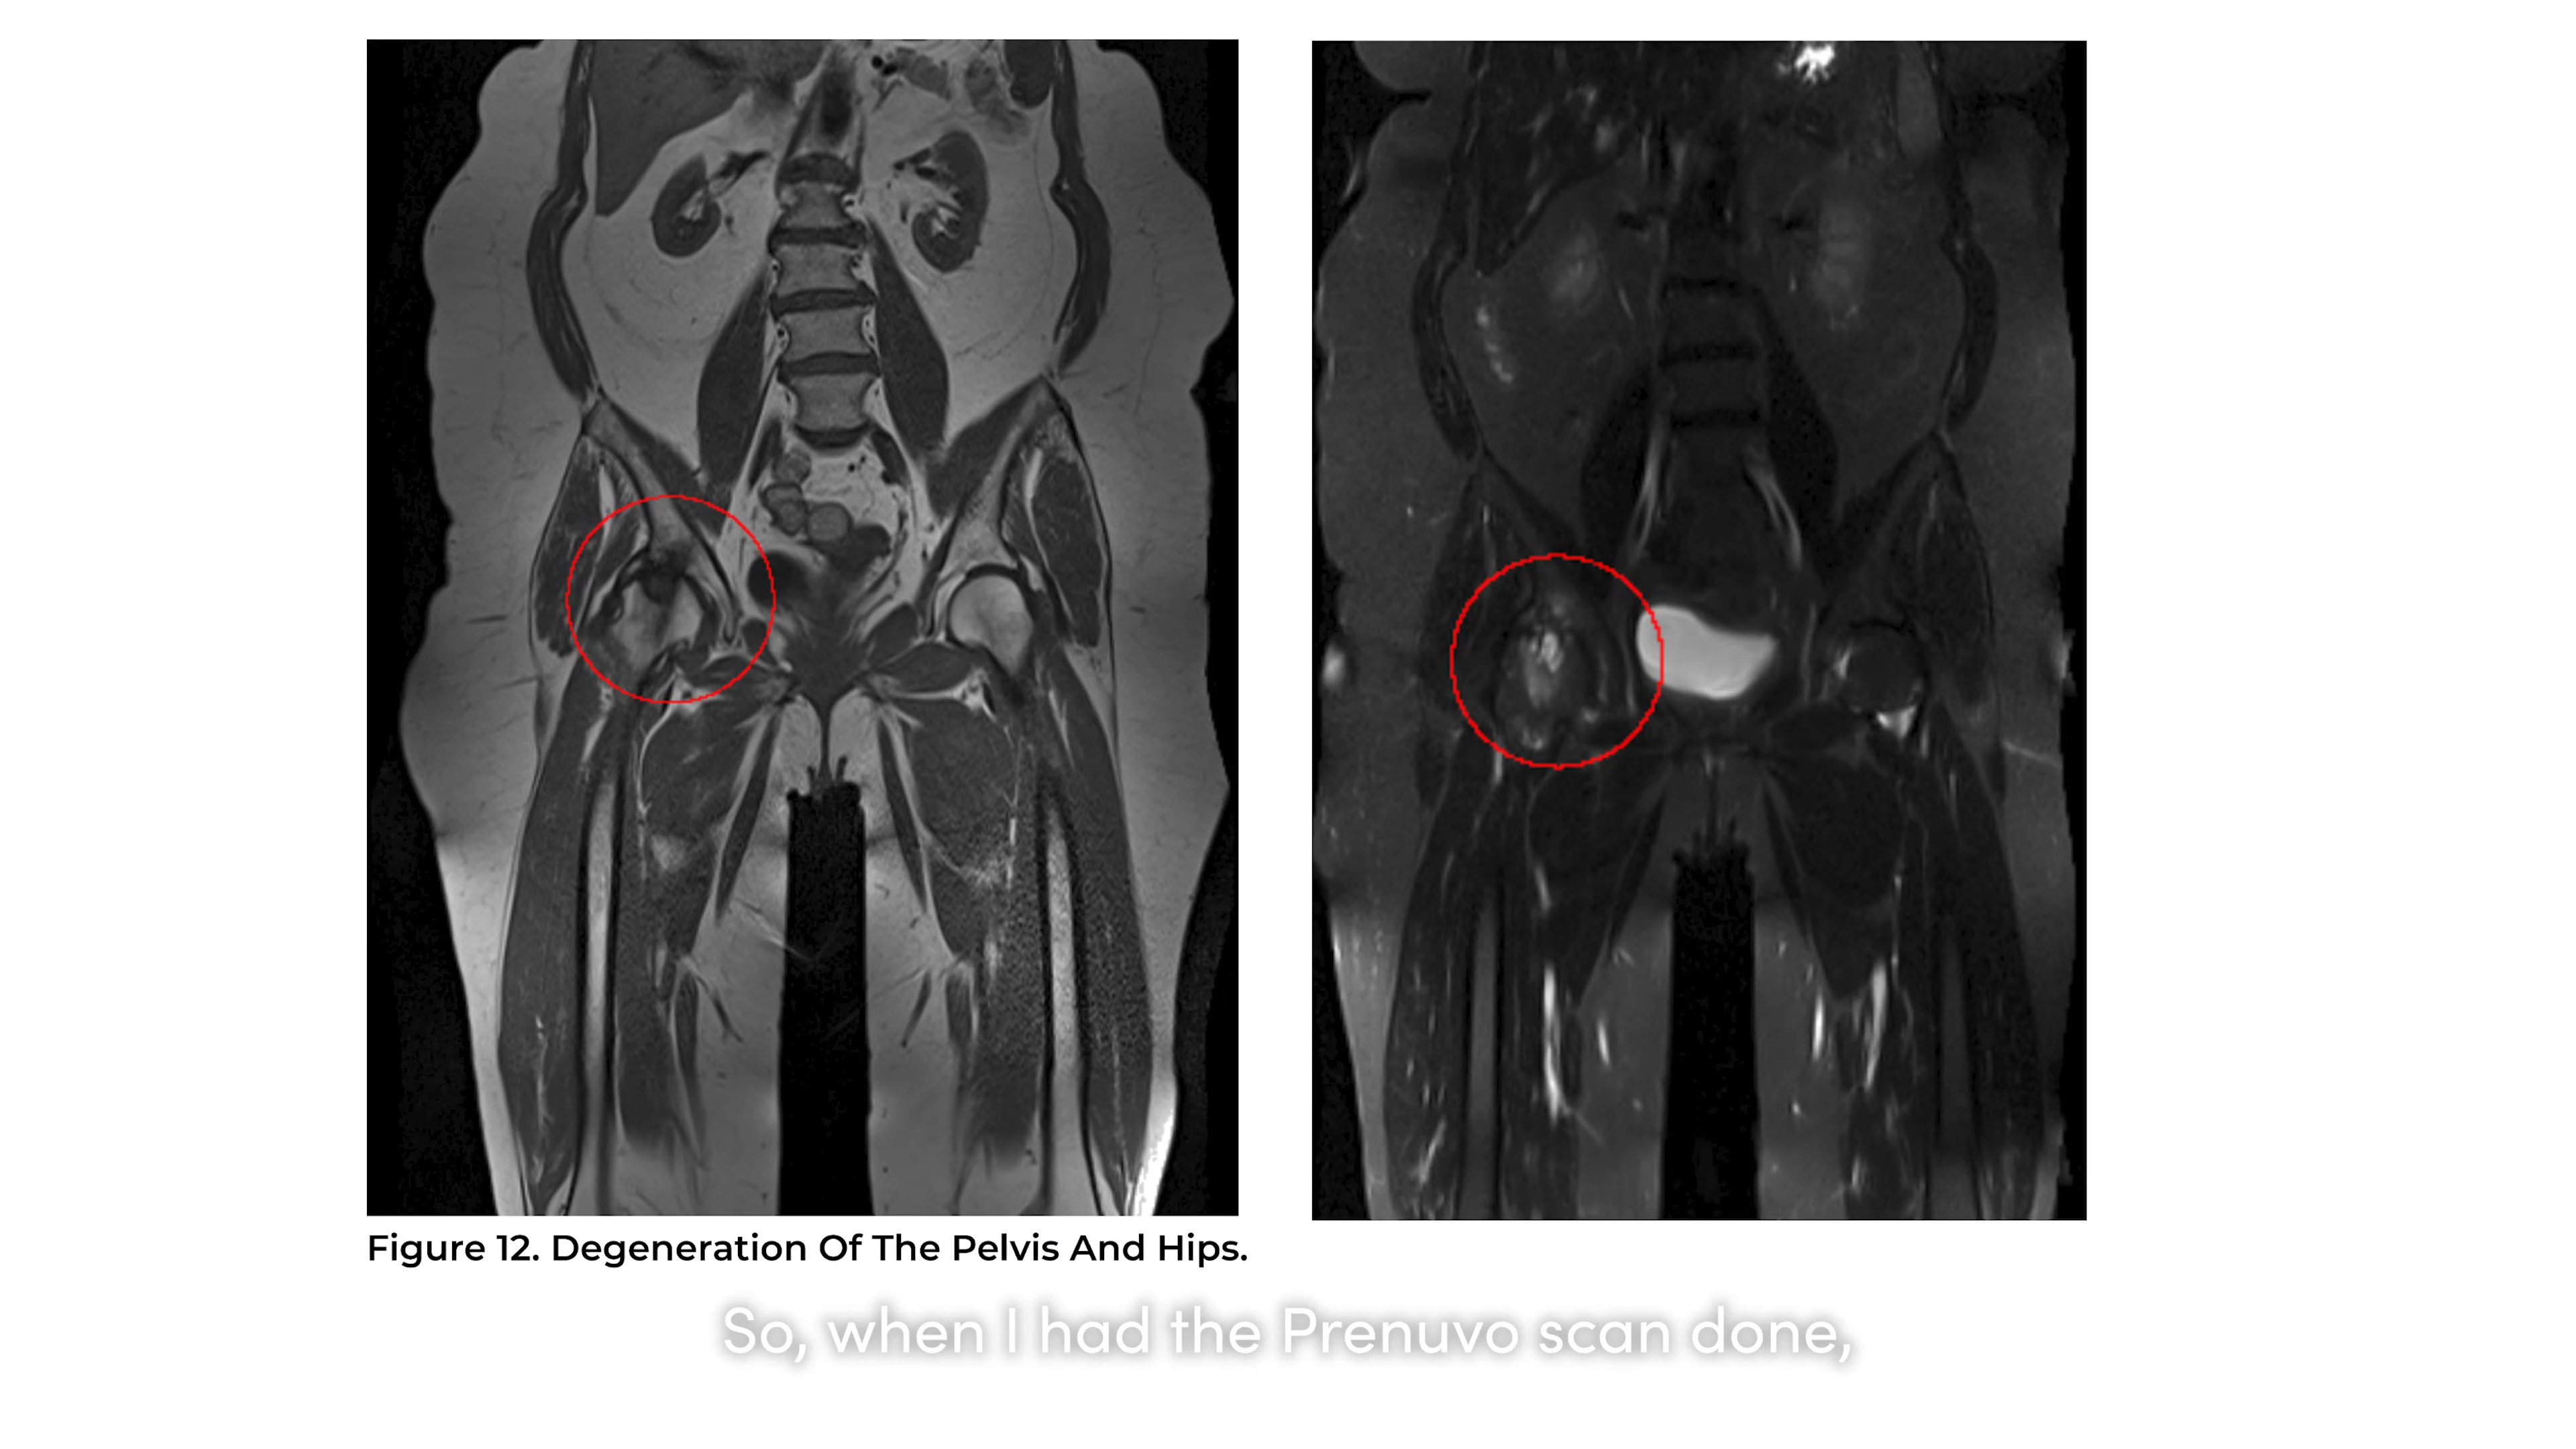 Figure 12. Degeneration Of The Pelvis And Hips.
So, when I had the Prenuvo scan done,